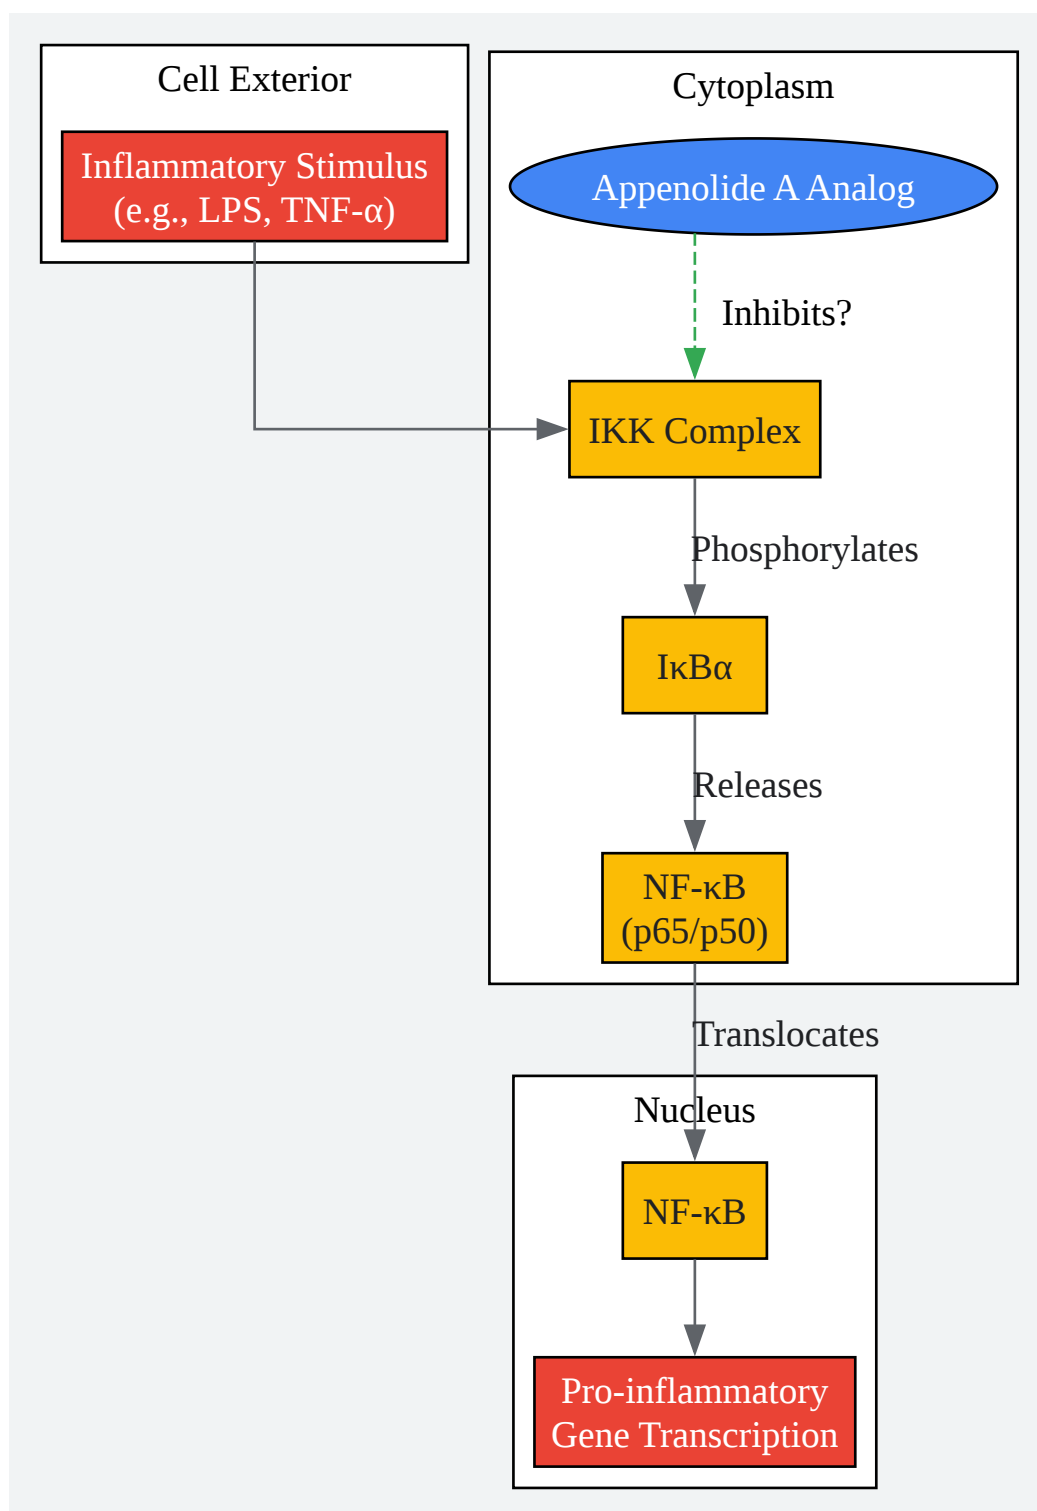 Cell Exterior
Inflammatory Stimulus
(e.g., LPS, TNF-α)
Cytoplasm
Appenolide A Analog
Inhibits?
IKK Complex
Phosphorylates
IκBα
Releases
NF-κB
(p65/p50)
Translocates
Nucleus
NF-κB
Pro-inflammatory
Gene Transcription